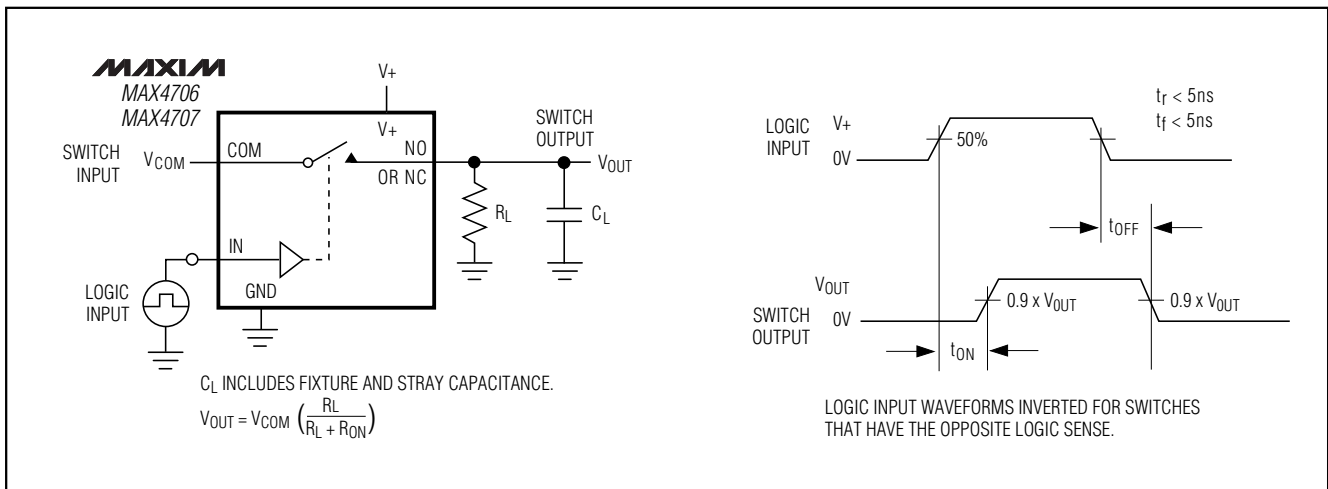 MAXIM
MAX4706
MAX4707
V+
V+
SWITCH
INPUT
VCOM
COM
NO
OR NC
SWITCH
OUTPUT
VOUT
RL
CL
IN
GND
LOGIC
INPUT
CL INCLUDES FIXTURE AND STRAY CAPACITANCE.
VOUT = VCOM (RL / RL + RON)
LOGIC
INPUT
V+
0V
50%
tr < 5ns
tf < 5ns
tOFF
VOUT
SWITCH
OUTPUT
0V
0.9 x VOUT
0.9 x VOUT
tON
LOGIC INPUT WAVEFORMS INVERTED FOR SWITCHES
THAT HAVE THE OPPOSITE LOGIC SENSE.